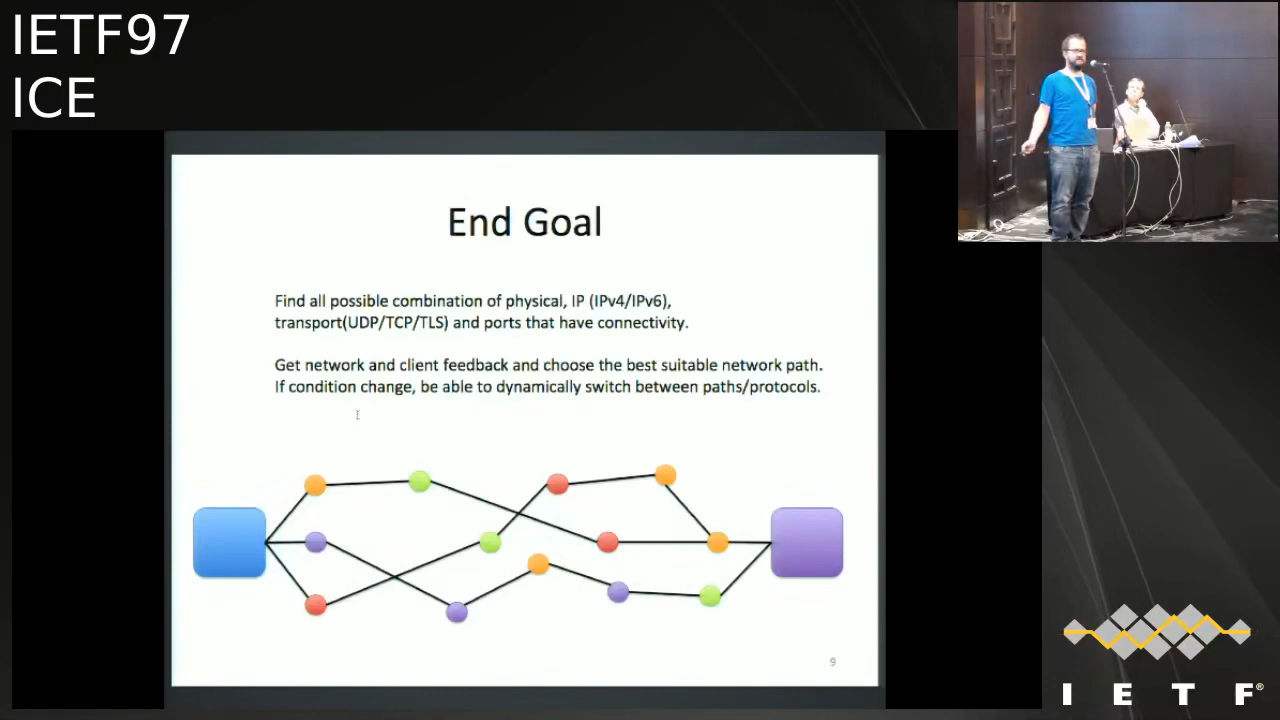 IETF97
ICE
End Goal
Find all possible combination of physical, IP (IPv4/IPv6),
transport(UDP/TCP/TLS) and ports that have connectivity.
Get network and client feedback and choose the best suitable network path.
If condition change, be able to dynamically switch between paths/protocols.
9
I E T F®